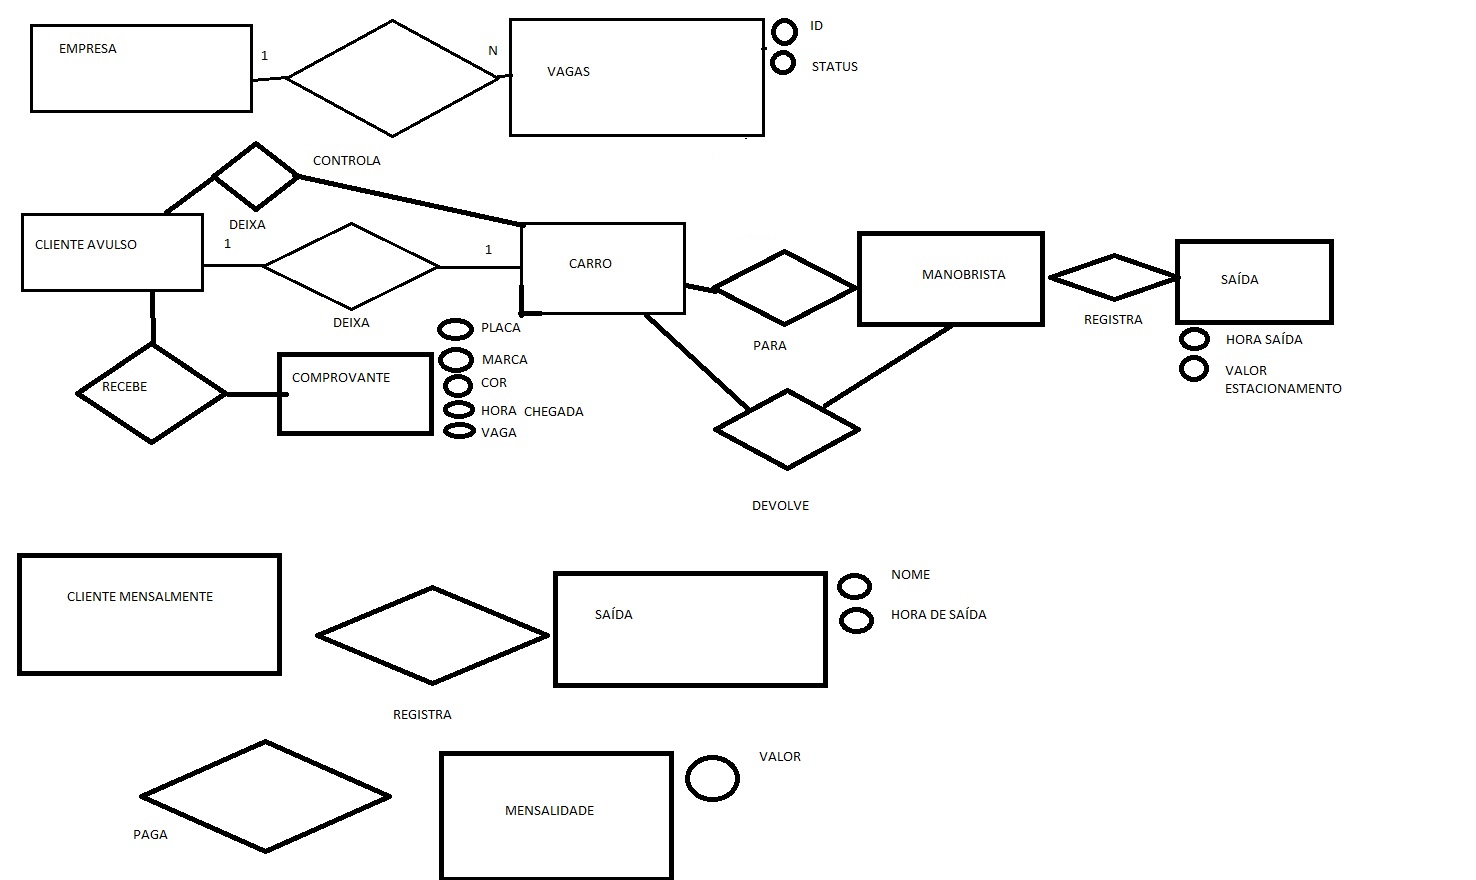 EMPRESA
1
N
VAGAS
ID
STATUS
CONTROLA
DEIXA
CLIENTE AVULSO
1
1
CARRO
MANOBRISTA
SAÍDA
DEIXA
PARA
REGISTRA
HORA SAÍDA
VALOR
ESTACIONAMENTO
RECEBE
COMPROVANTE
PLACA
MARCA
COR
HORA CHEGADA
VAGA
DEVOLVE
CLIENTE MENSALMENTE
SAÍDA
NOME
HORA DE SAÍDA
REGISTRA
PAGA
MENSALIDADE
VALOR